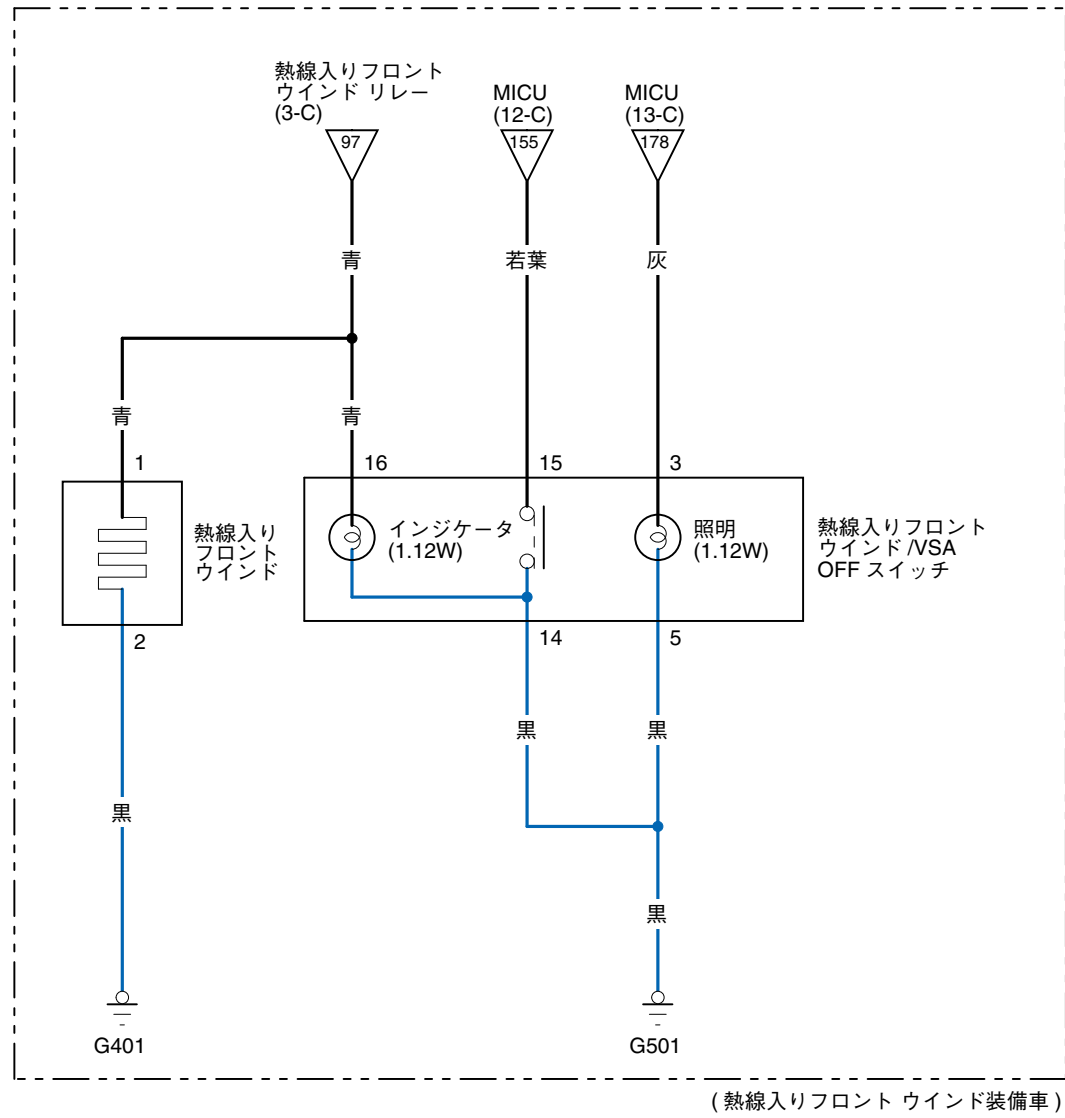 熱線入りフロント
ウインド リレー
(3-C)
MICU
(12-C)
MICU
(13-C)
97
155
178
青
若葉
灰
青
青
1
16
15
3
熱線入り
フロント
ウインド
インジケータ
(1.12W)
照明
(1.12W)
熱線入りフロント
ウインド /VSA
OFF スイッチ
2
14
5
黒
黒
黒
黒
G401
G501
( 熱線入りフロント ウインド装備車 )